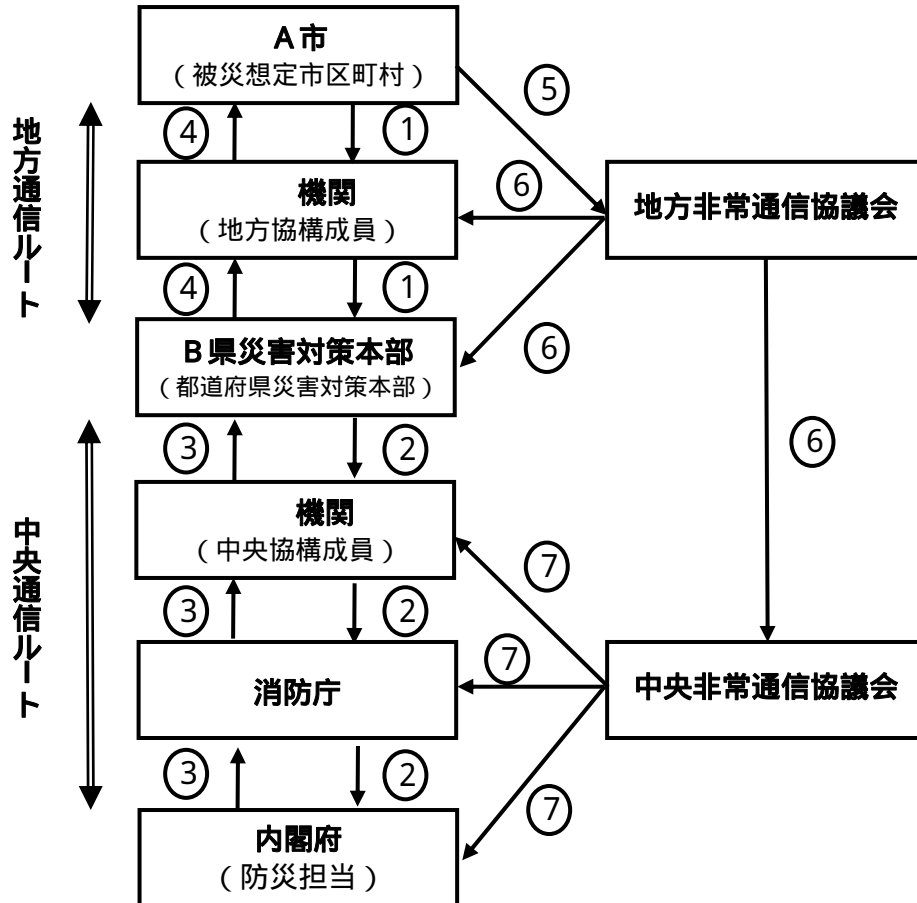 A市
(被災想定市区町村)
⑤
④
①
地方通信ルート
機関
(地方協構成員)
⑥
地方非常通信協議会
④
①
⑥
B県災害対策本部
(都道府県災害対策本部)
③
②
⑥
機関
(中央協構成員)
中央通信ルート
⑦
③
②
消防庁
⑦
中央非常通信協議会
③
②
⑦
内閣府
(防災担当)